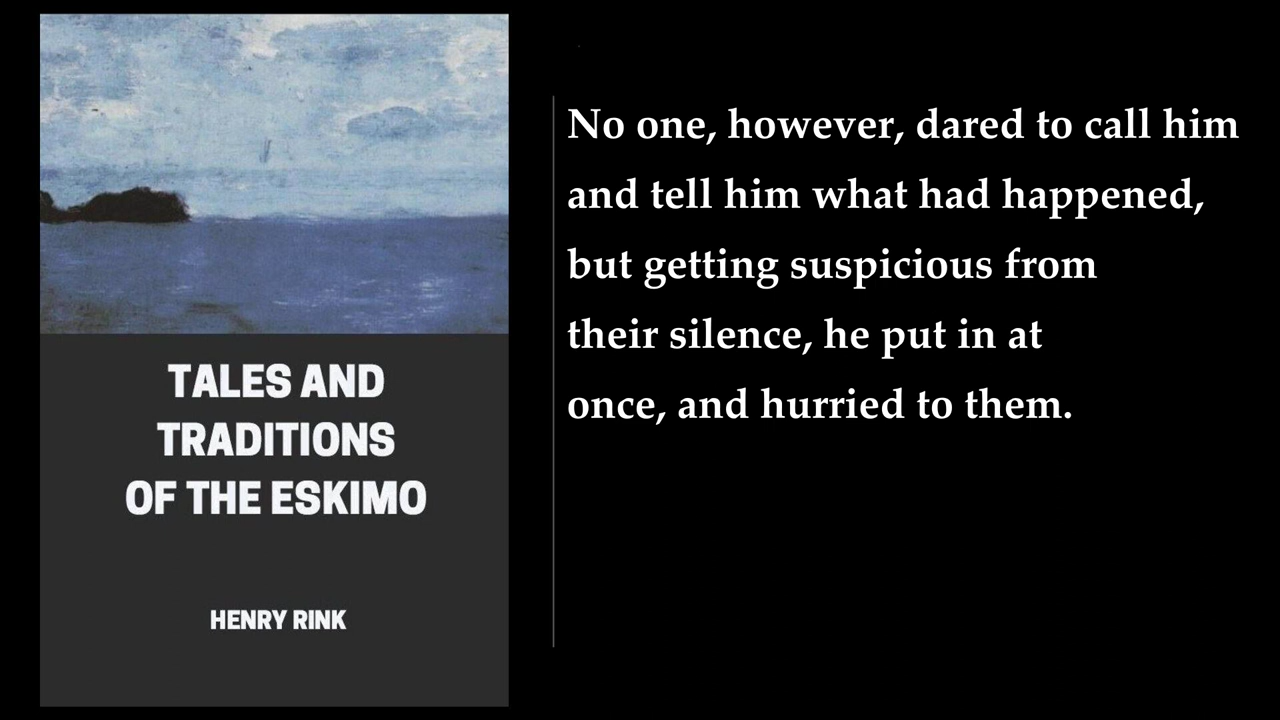 TALES AND
TRADITIONS
OF THE ESKIMO
HENRY RINK
No one, however, dared to call him
and tell him what had happened,
but getting suspicious from
their silence, he put in at
once, and hurried to them.